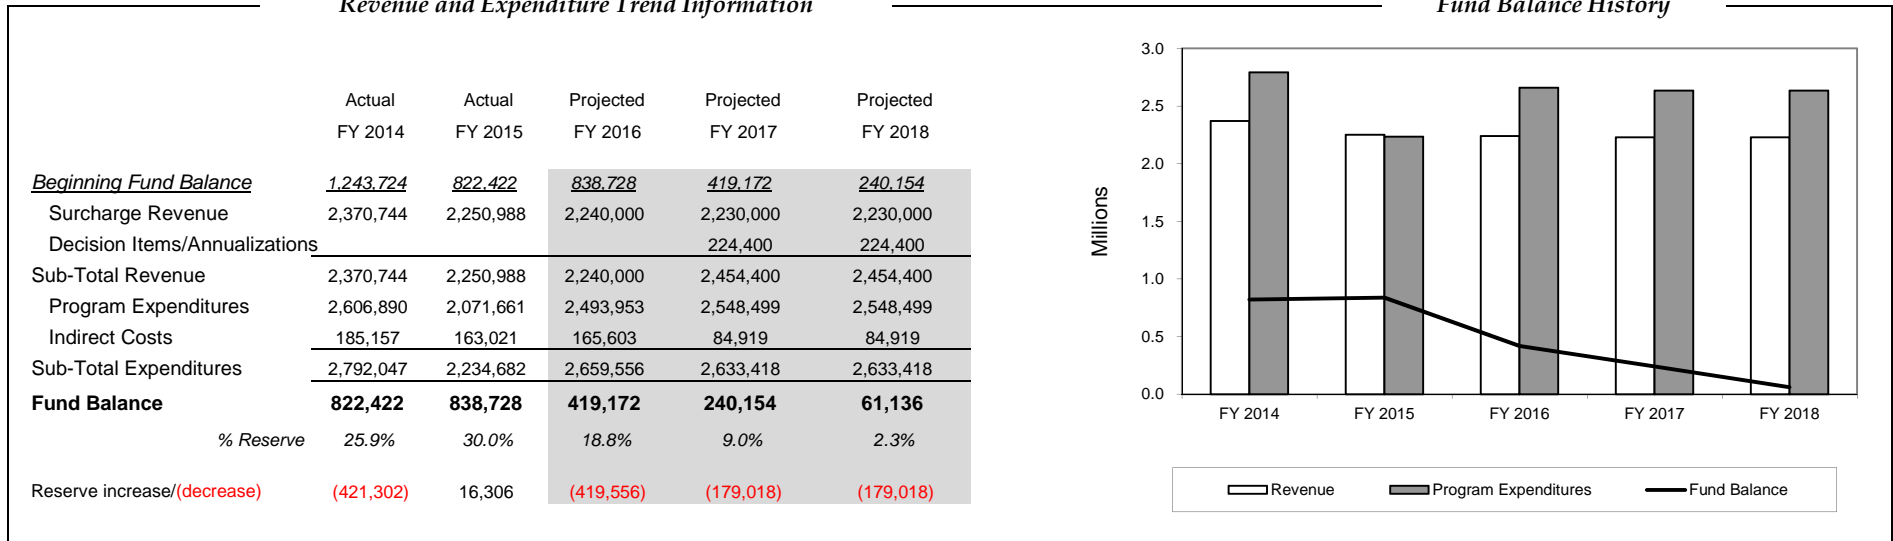 Revenue and Expenditure Trend Information
Actual Actual Projected Projected Projected
FY 2014 FY 2015 FY 2016 FY 2017 FY 2018
Beginning Fund Balance 1,243,724 822,422 838,728 419,172 240,154
Surcharge Revenue 2,370,744 2,250,988 2,240,000 2,230,000 2,230,000
Decision Items/Annualizations 224,400 224,400
Sub-Total Revenue 2,370,744 2,250,988 2,240,000 2,454,400 2,454,400
Program Expenditures 2,606,890 2,071,661 2,493,953 2,548,499 2,548,499
Indirect Costs 185,157 163,021 165,603 84,919 84,919
Sub-Total Expenditures 2,792,047 2,234,682 2,659,556 2,633,418 2,633,418
Fund Balance 822,422 838,728 419,172 240,154 61,136
% Reserve 25.9% 30.0% 18.8% 9.0% 2.3%
Reserve increase/(decrease) (421,302) 16,306 (419,556) (179,018) (179,018)
Fund Balance History
3.0
2.5
2.0
1.5
1.0
0.5
0.0
Millions
FY 2014 FY 2015 FY 2016 FY 2017 FY 2018
Revenue Program Expenditures Fund Balance